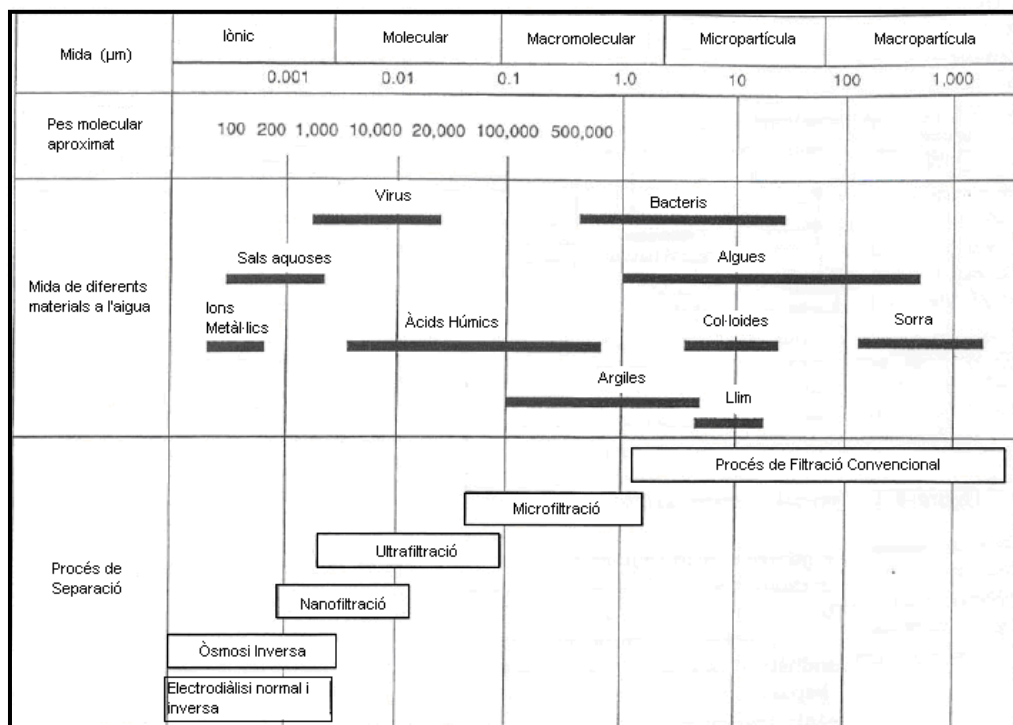 Mida (µm)
Iònic
Molecular
Macromolecular
Micropartícula
Macropartícula
0.001
0.01
0.1
1.0
10
100
1,000
Pes molecular
aproximat
100 200 1,000 10,000 20,000 100,000 500,000
Mida de diferents
materials a l'aigua
Virus
Bacteris
Sals aquoses
Algues
Ions
Metàl·lics
Àcids Húmics
Col·loides
Sorra
Argiles
Llim
Procés de
Separació
Procés de Filtració Convencional
Microfiltració
Ultrafiltració
Nanofiltració
Òsmosi Inversa
Electrodiàlisi normal i
inversa